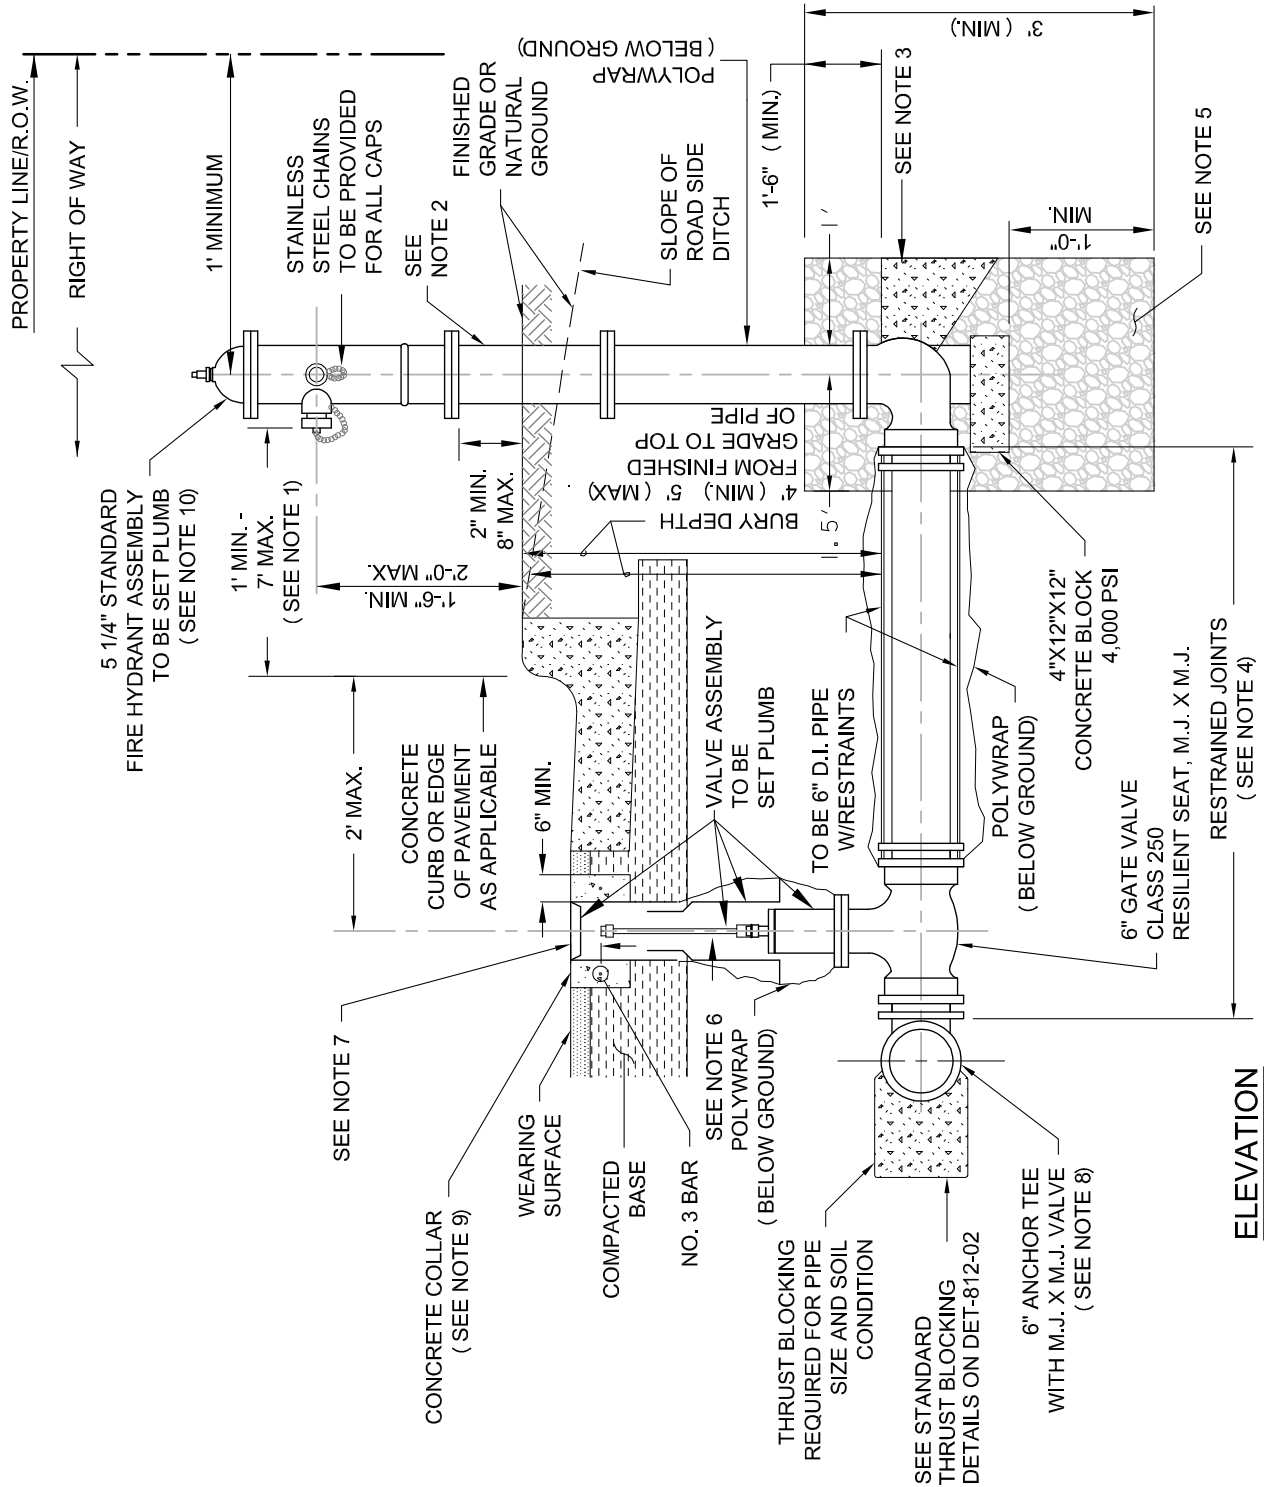 PROPERTY LINE/R.O.W.
RIGHT OF WAY
1' MINIMUM
STAINLESS
STEEL CHAINS
TO BE PROVIDED
FOR ALL CAPS
SEE
NOTE 2
FINISHED
GRADE OR
NATURAL
GROUND
POLYWRAP
( BELOW GROUND)
SLOPE OF
ROAD SIDE
DITCH
3' ( MIN.)
1'-6" ( MIN.)
1'
SEE NOTE 3
1'-0"
MIN.
SEE NOTE 5
5 1/4" STANDARD
FIRE HYDRANT ASSEMBLY
TO BE SET PLUMB
( SEE NOTE 10)
1' MIN. -
7' MAX.
( SEE NOTE 1)
1'-6" MIN.
2'-0" MAX.
2" MIN.
8" MAX.
BURY DEPTH
4' ( MIN.) 5' ( MAX)
FROM FINISHED
GRADE TO TOP
OF PIPE
1.5'
2' MAX.
CONCRETE
CURB OR EDGE
OF PAVEMENT
AS APPLICABLE
6" MIN.
VALVE ASSEMBLY
TO BE
SET PLUMB
TO BE 6" D.I. PIPE
W/RESTRAINTS
POLYWRAP
( BELOW GROUND)
4"X12"X12"
CONCRETE BLOCK
4,000 PSI
6" GATE VALVE
CLASS 250
RESILIENT SEAT, M.J. X M.J.
RESTRAINED JOINTS
( SEE NOTE 4)
SEE NOTE 7
CONCRETE COLLAR
( SEE NOTE 9)
WEARING
SURFACE
COMPACTED
BASE
NO. 3 BAR
SEE NOTE 6
POLYWRAP
( BELOW GROUND)
THRUST BLOCKING
REQUIRED FOR PIPE
SIZE AND SOIL
CONDITION
SEE STANDARD
THRUST BLOCKING
DETAILS ON DET-812-02
6" ANCHOR TEE
WITH M.J. X M.J. VALVE
( SEE NOTE 8)
ELEVATION